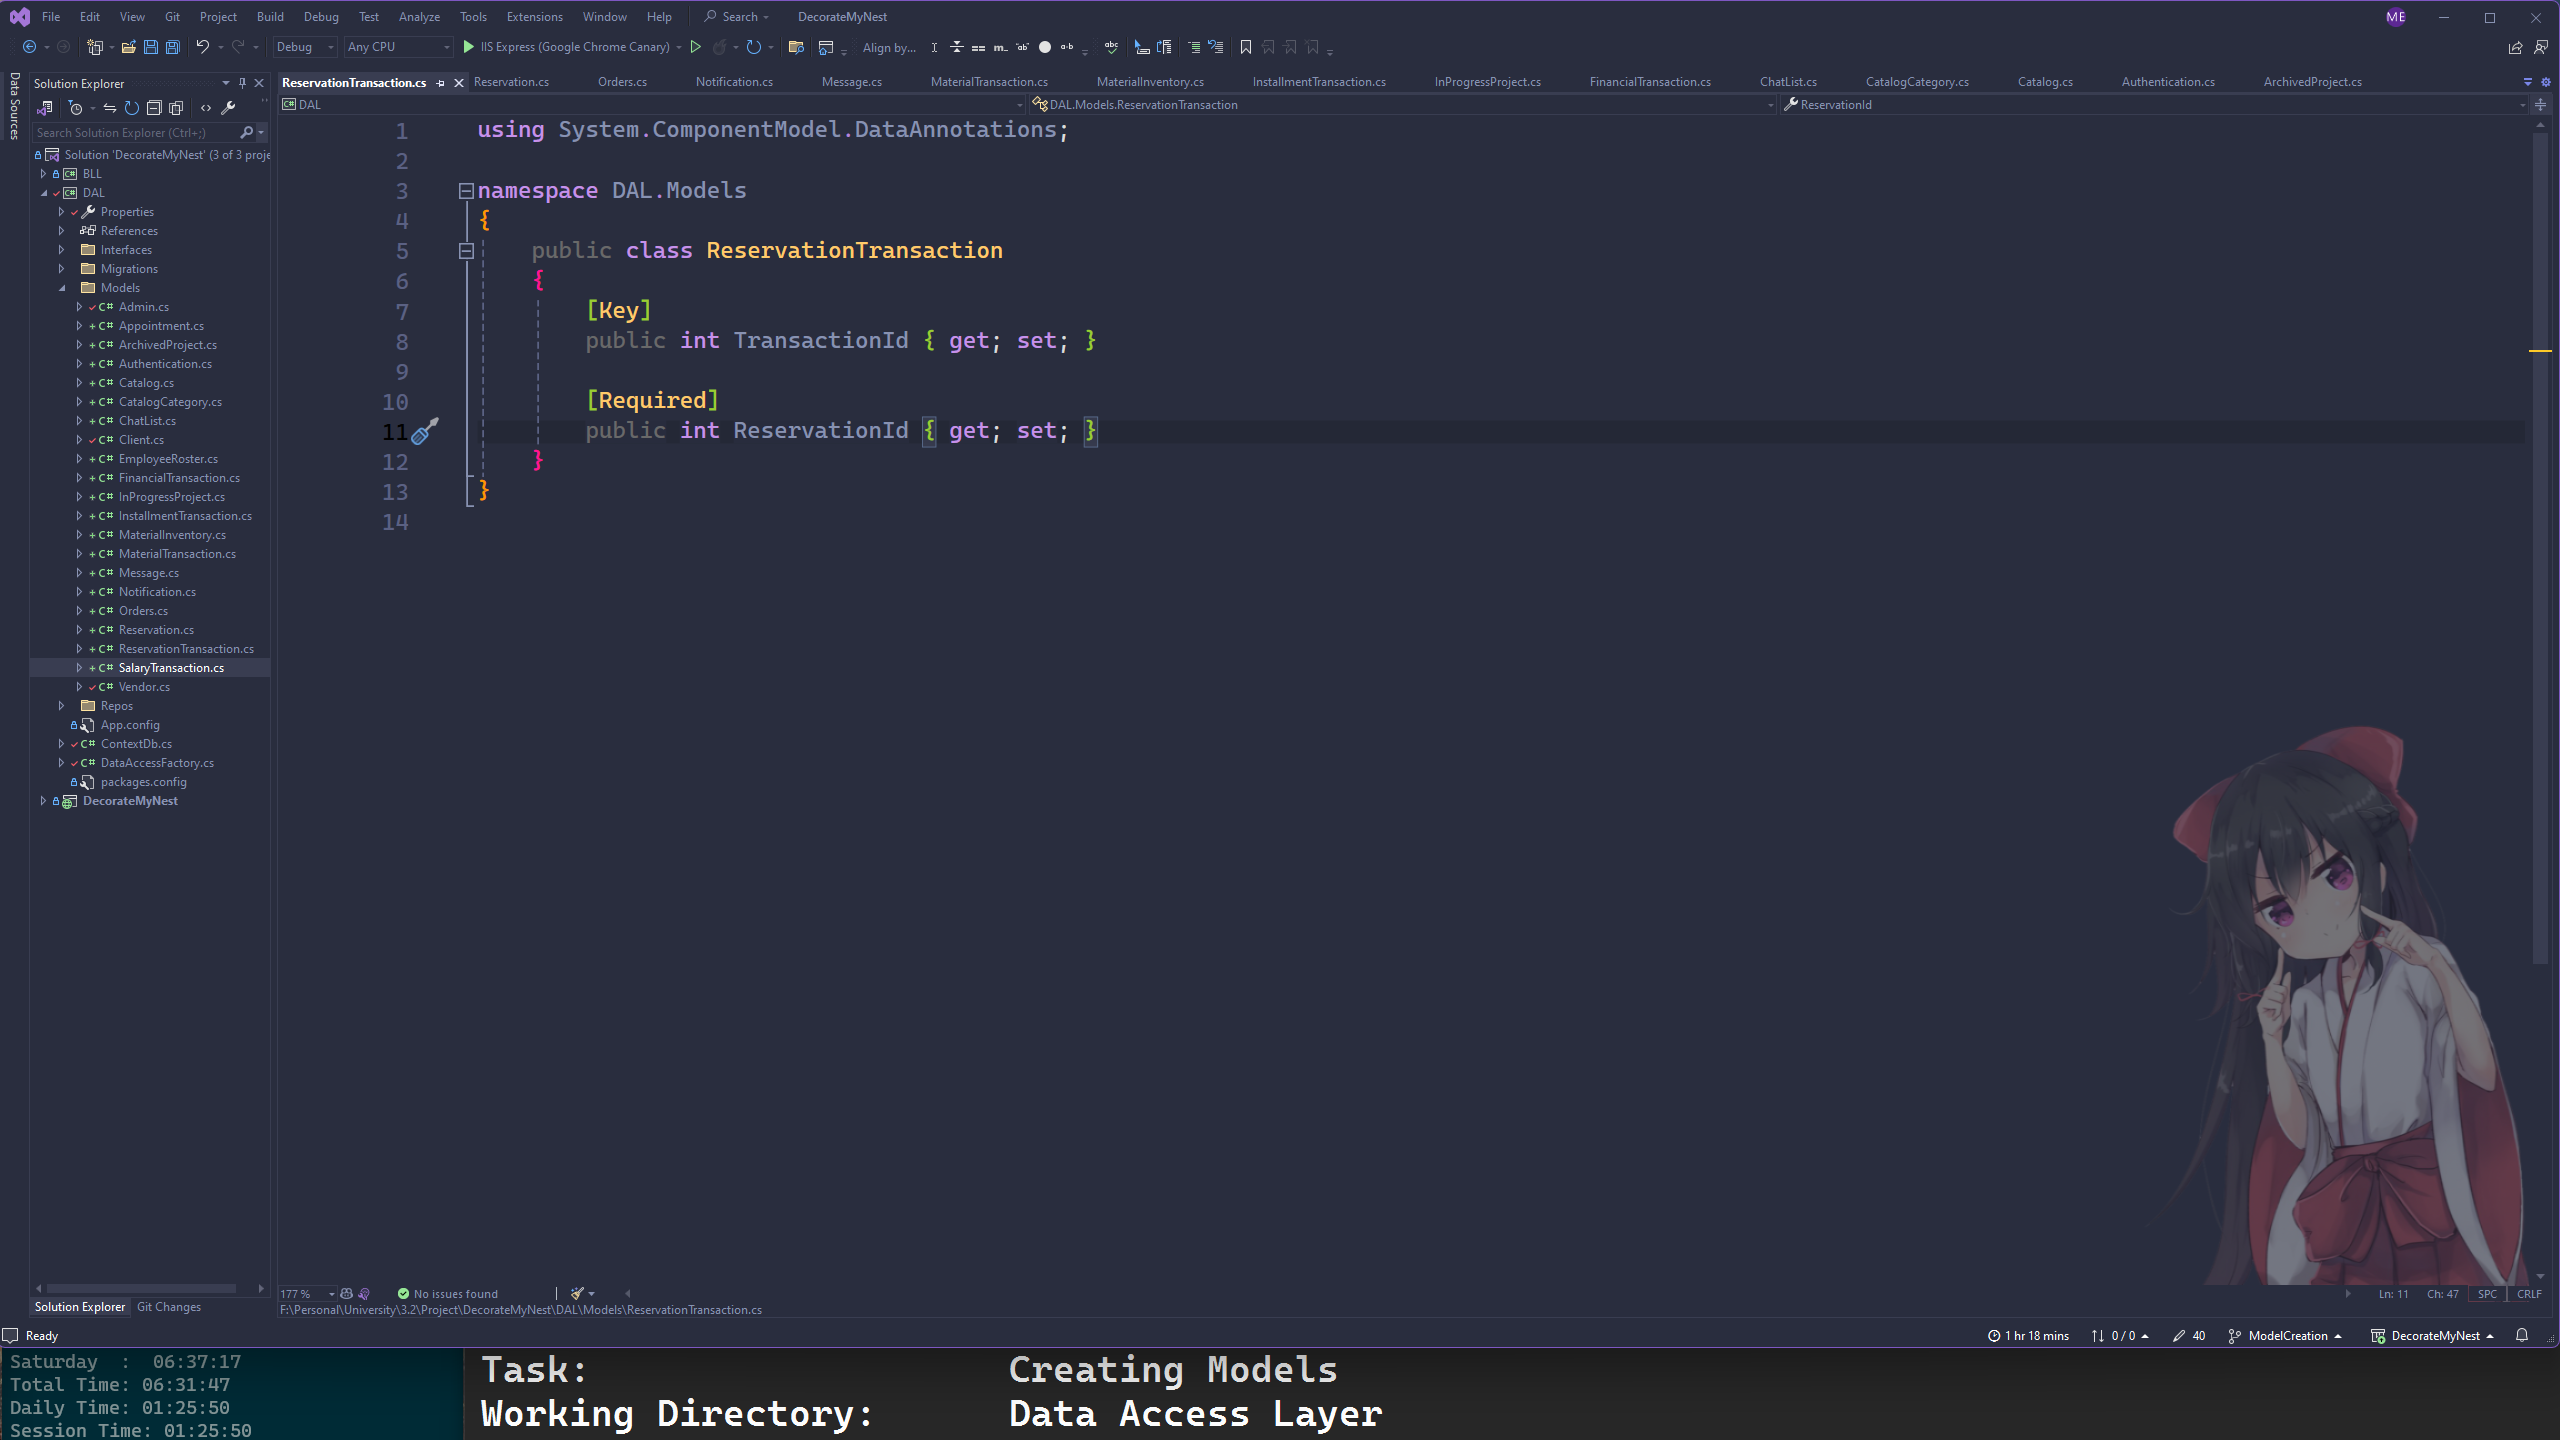 File Edit View Git Project Build Debug Test Analyze Tools Extensions Window Help Search DecorateMyNest ME
Debug Any CPU IIS Express (Google Chrome Canary) Align by...
Data Sources
Solution Explorer
Search Solution Explorer (Ctrl+;)
Solution 'DecorateMyNest' (3 of 3 proje
BLL
DAL
Properties
References
Interfaces
Migrations
Models
C# Admin.cs
C# Appointment.cs
C# ArchivedProject.cs
C# Authentication.cs
C# Catalog.cs
C# CatalogCategory.cs
C# ChatList.cs
C# Client.cs
C# EmployeeRoster.cs
C# FinancialTransaction.cs
C# InProgressProject.cs
C# InstallmentTransaction.cs
C# MaterialInventory.cs
C# MaterialTransaction.cs
C# Message.cs
C# Notification.cs
C# Orders.cs
C# Reservation.cs
C# ReservationTransaction.cs
C# SalaryTransaction.cs
C# Vendor.cs
Repos
App.config
C# ContextDb.cs
C# DataAccessFactory.cs
packages.config
DecorateMyNest
Solution Explorer Git Changes
ReservationTransaction.cs Reservation.cs Orders.cs Notification.cs Message.cs MaterialTransaction.cs MaterialInventory.cs InstallmentTransaction.cs InProgressProject.cs FinancialTransaction.cs ChatList.cs CatalogCategory.cs Catalog.cs Authentication.cs ArchivedProject.cs
DAL DAL.Models.ReservationTransaction ReservationId
1 using System.ComponentModel.DataAnnotations;
2
3 namespace DAL.Models
4 {
5 public class ReservationTransaction
6 {
7 [Key]
8 public int TransactionId { get; set; }
9
10 [Required]
11 public int ReservationId { get; set; }
12 }
13 }
14
177 % No issues found Ln: 11 Ch: 47 SPC CRLF
F:\Personal\University\3.2\Project\DecorateMyNest\DAL\Models\ReservationTransaction.cs
Ready 1 hr 18 mins 0 / 0 40 ModelCreation DecorateMyNest
Saturday : 06:37:17
Total Time: 06:31:47
Daily Time: 01:25:50
Session Time: 01:25:50
Task: Creating Models
Working Directory: Data Access Layer